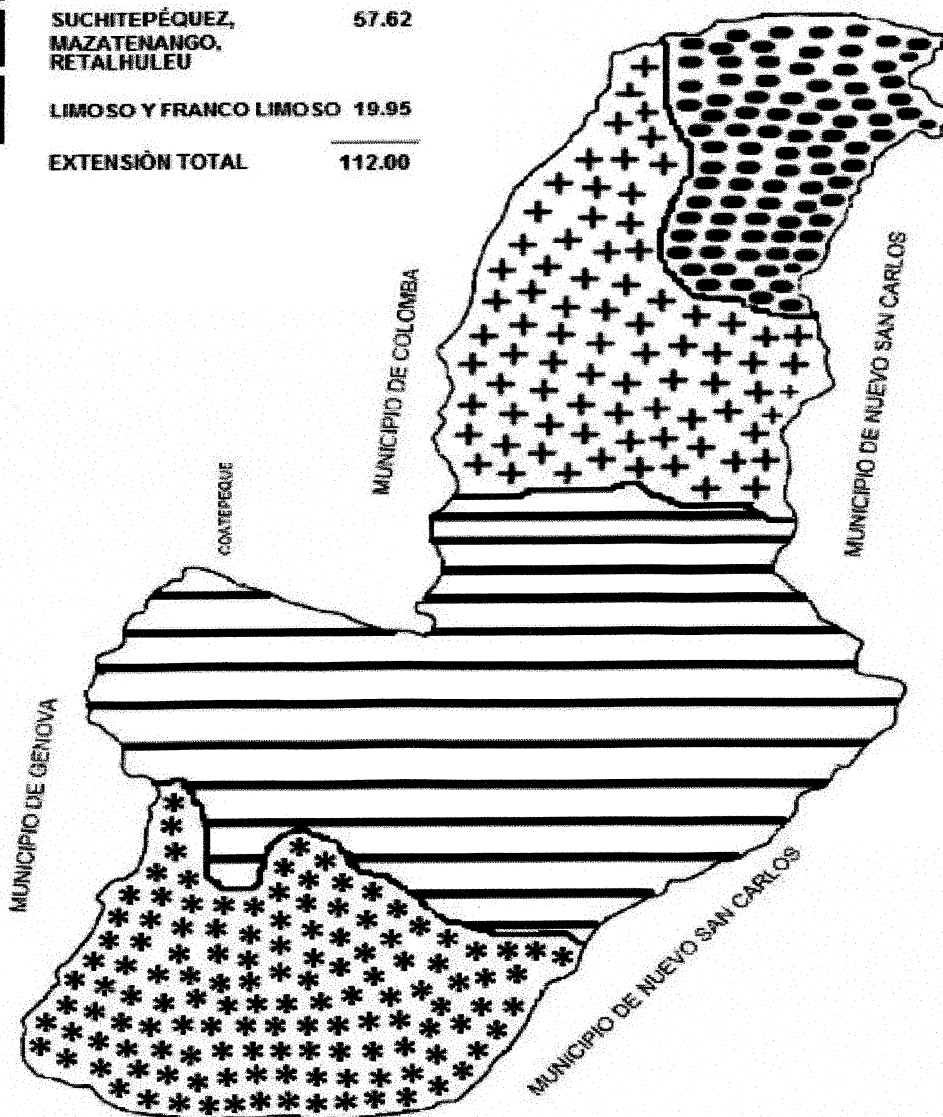 SUCHITEPÉQUEZ, 57.62
MAZATENANGO,
RETALHULEU
LIMOSO Y FRANCO LIMOSO 19.95
EXTENSIÓN TOTAL 112.00
MUNICIPIO DE COLOMBA
MUNICIPIO DE NUEVO SAN CARLOS
COATEPEQUE
MUNICIPIO DE GENOVA
MUNICIPIO DE NUEVO SAN CARLOS